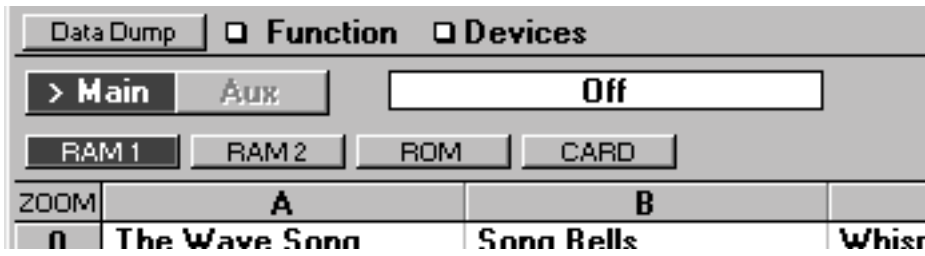 Data Dump Function Devices
> Main Aux Off
RAM 1 RAM 2 ROM CARD
ZOOM A B
0 The Wave Song Song Bells